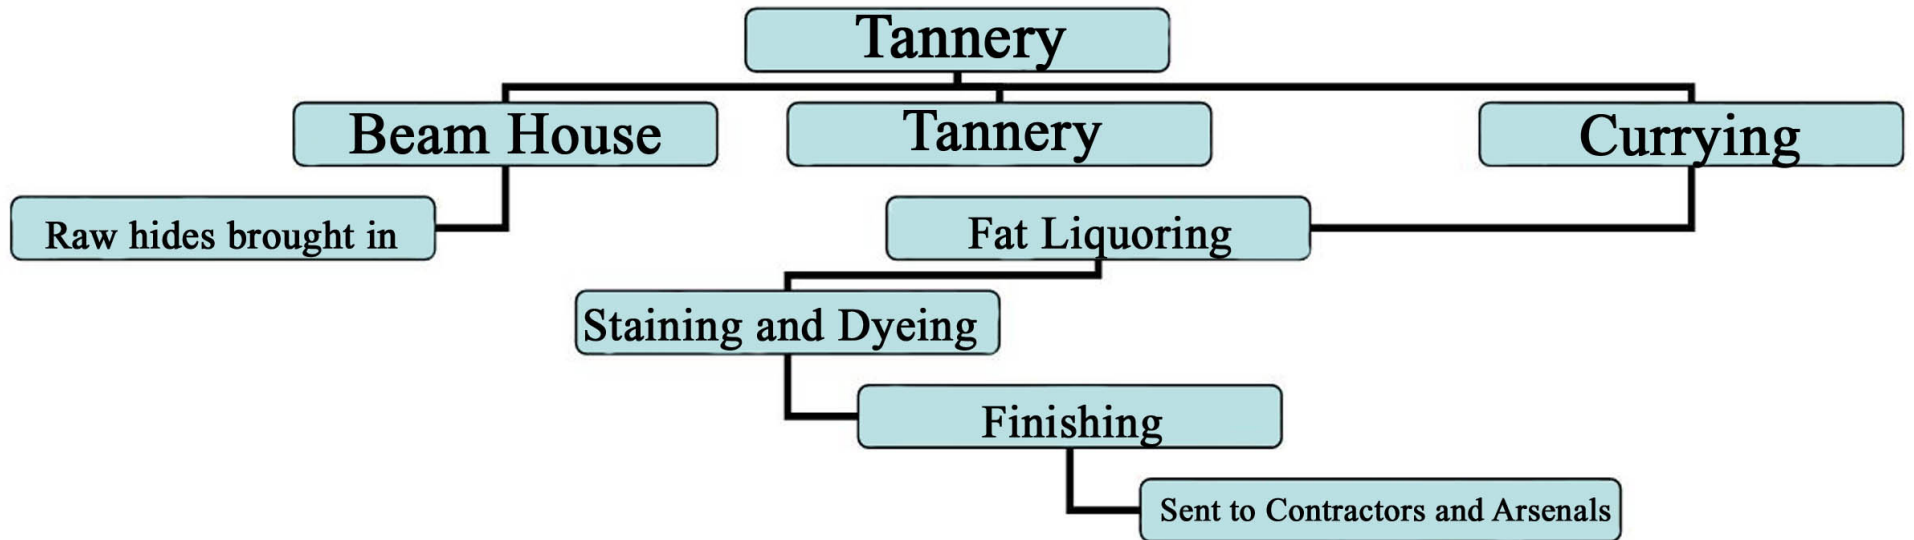 Tannery
Beam House
Tannery
Currying
Raw hides brought in
Fat Liquoring
Staining and Dyeing
Finishing
Sent to Contractors and Arsenals